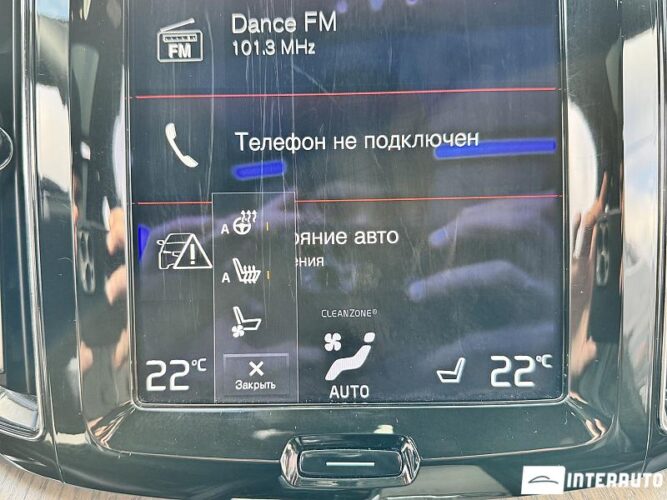 Dance FM
FM
101.3 MHz
Телефон не подключен
A
яние авто
ения
A
CLEANZONE®
22°C
✕
Закрыть
AUTO
22°C
INTERAUTO